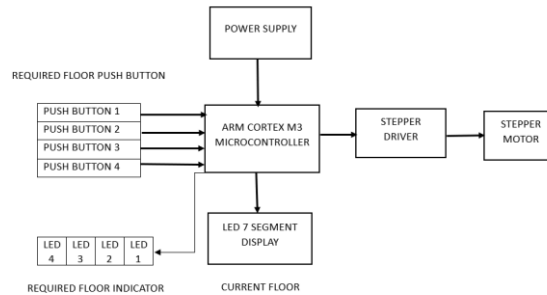 POWER SUPPLY
REQUIRED FLOOR PUSH BUTTON
PUSH BUTTON 1
PUSH BUTTON 2
PUSH BUTTON 3
PUSH BUTTON 4
ARM CORTEX M3
MICROCONTROLLER
STEPPER
DRIVER
STEPPER
MOTOR
LED 7 SEGMENT
DISPLAY
LED
4
LED
3
LED
2
LED
1
REQUIRED FLOOR INDICATOR
CURRENT FLOOR